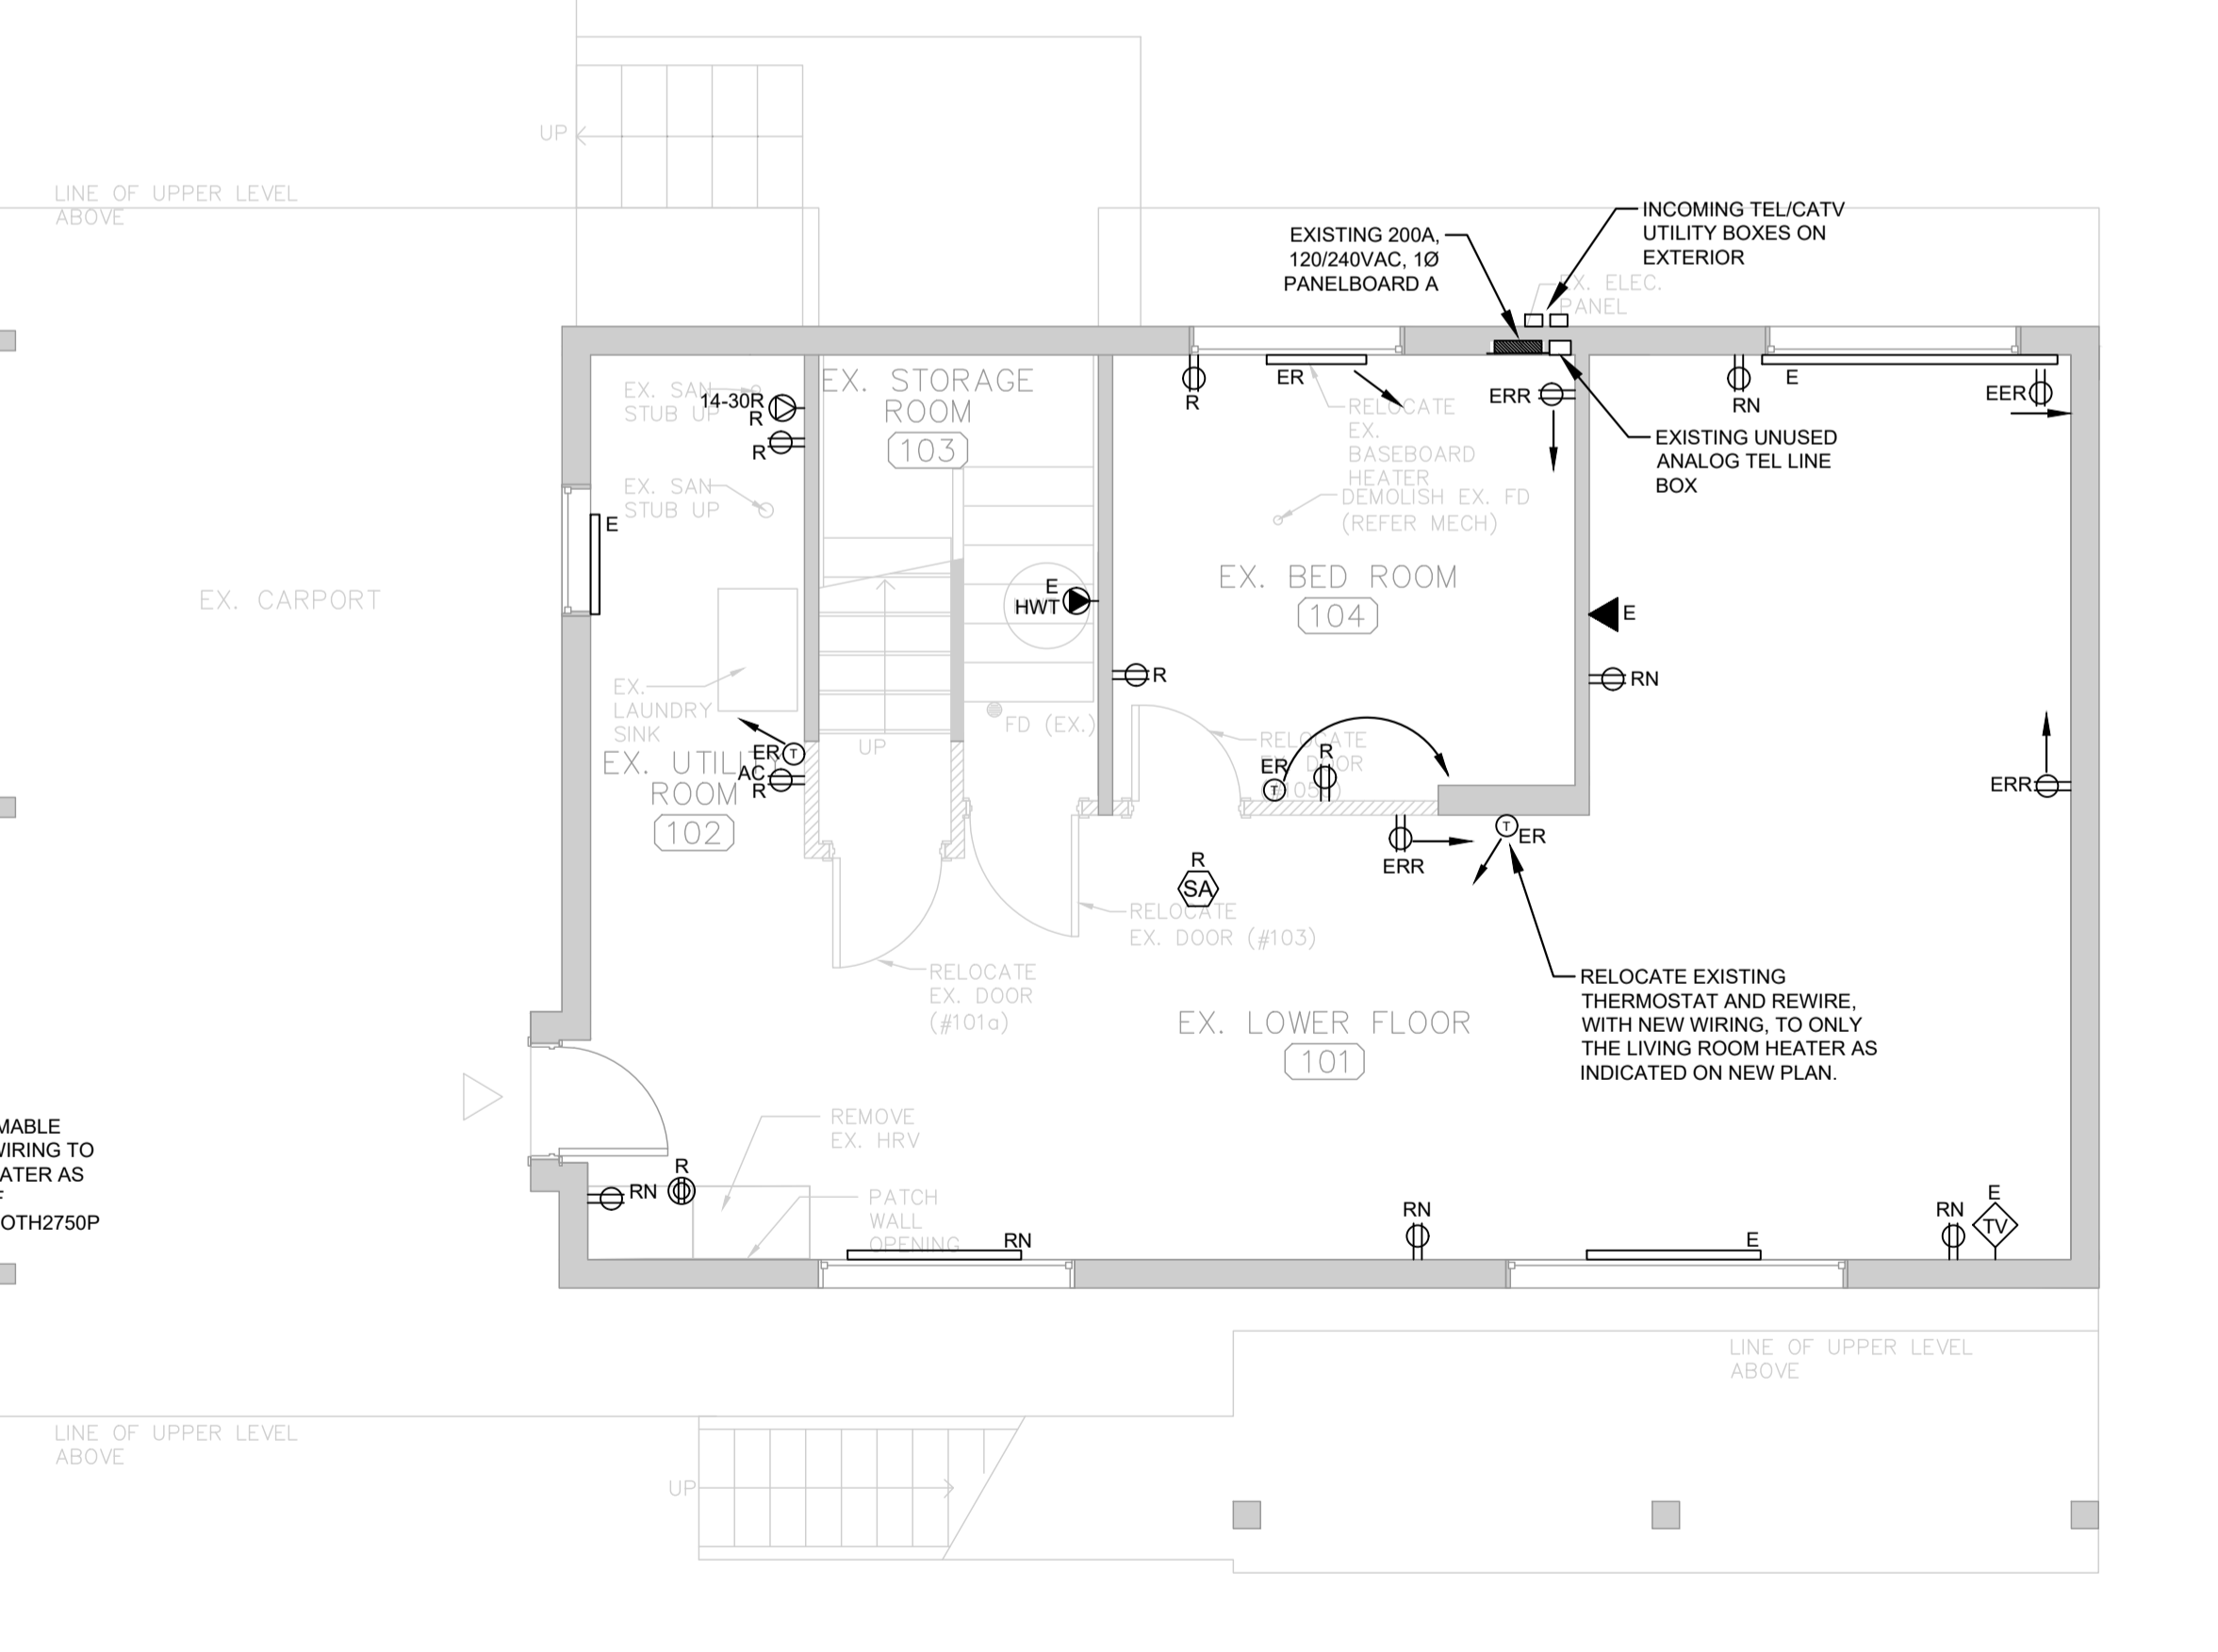 UP
LINE OF UPPER LEVEL
ABOVE
INCOMING TEL/CATV
UTILITY BOXES ON
EXTERIOR
EXISTING 200A,
120/240VAC, 1Ø
PANELBOARD A
EX. ELEC.
PANEL
EX. SAN
STUB UP
14-30R
R
R
EX. STORAGE
ROOM
103
R
ER
RELOCATE
EX.
BASEBOARD
HEATER
ERR
RN
E
EER
EXISTING UNUSED
ANALOG TEL LINE
BOX
EX. SAN
STUB UP
E
DEMOLISH EX. FD
(REFER MECH)
EX. CARPORT
E
HWT
EX. BED ROOM
104
E
R
RN
EX.
LAUNDRY
SINK
FD (EX.)
UP
ER
T
EX. UTILITY
ROOM
102
AC
R
RELOCATE
EX. DOOR
ER
T
R
ERR
ERR
T
ER
R
SA
RELOCATE
EX. DOOR (#103)
RELOCATE
EX. DOOR
(#101a)
RELOCATE EXISTING
THERMOSTAT AND REWIRE,
WITH NEW WIRING, TO ONLY
THE LIVING ROOM HEATER AS
INDICATED ON NEW PLAN.
EX. LOWER FLOOR
101
REMOVE
EX. HRV
MABLE
WIRING TO
ATER AS
F
OTH2750P
RN
R
PATCH
WALL
OPENING
RN
RN
E
RN
E
TV
LINE OF UPPER LEVEL
ABOVE
LINE OF UPPER LEVEL
ABOVE
UP